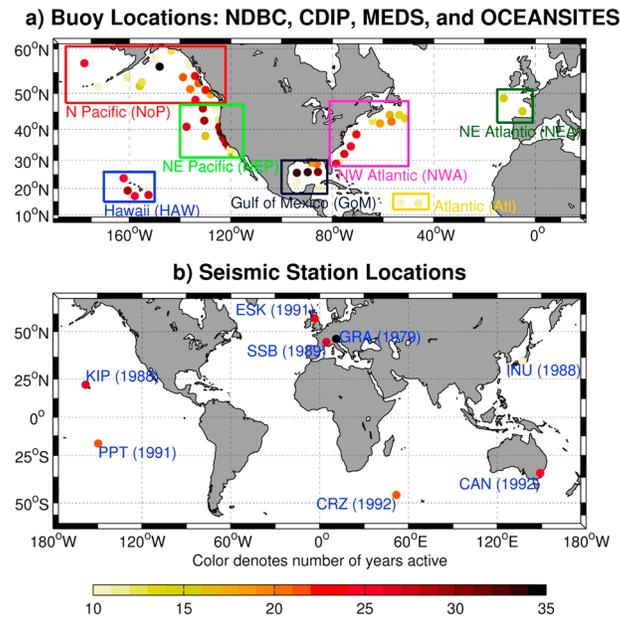 a) Buoy Locations: NDBC, CDIP, MEDS, and OCEANSITES
60°N
50°N
40°N
30°N
20°N
10°N
N Pacific (NoP)
NE Pacific (NEP)
Hawaii (HAW)
Gulf of Mexico (GoM)
NW Atlantic (NWA)
Atlantic (Atl)
NE Atlantic (NEA)
160°W 120°W 80°W 40°W 0°
b) Seismic Station Locations
50°N
25°N
0°
25°S
50°S
ESK (1991)
GRA (1979)
SSB (1989)
KIP (1988)
INU (1988)
PPT (1991)
CAN (1992)
CRZ (1992)
180°W 120°W 60°W 0° 60°E 120°E 180°W
Color denotes number of years active
10 15 20 25 30 35